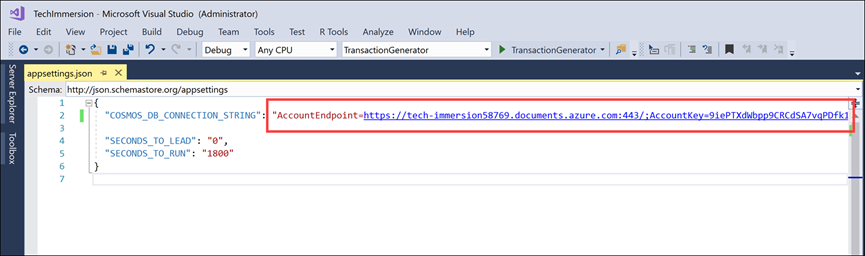 TechImmersion - Microsoft Visual Studio (Administrator)
File Edit View Project Build Debug Team Tools Test R Tools Analyze Window Help
Debug Any CPU TransactionGenerator TransactionGenerator
appsettings.json
Schema: http://json.schemastore.org/appsettings
1 {
2 "COSMOS_DB_CONNECTION_STRING": "AccountEndpoint=https://tech-immersion58769.documents.azure.com:443/;AccountKey=9iePTXdWbpp9CRCdSA7vqPDfk1
3
4 "SECONDS_TO_LEAD": "0",
5 "SECONDS_TO_RUN": "1800"
6 }
7
Server Explorer
Toolbox